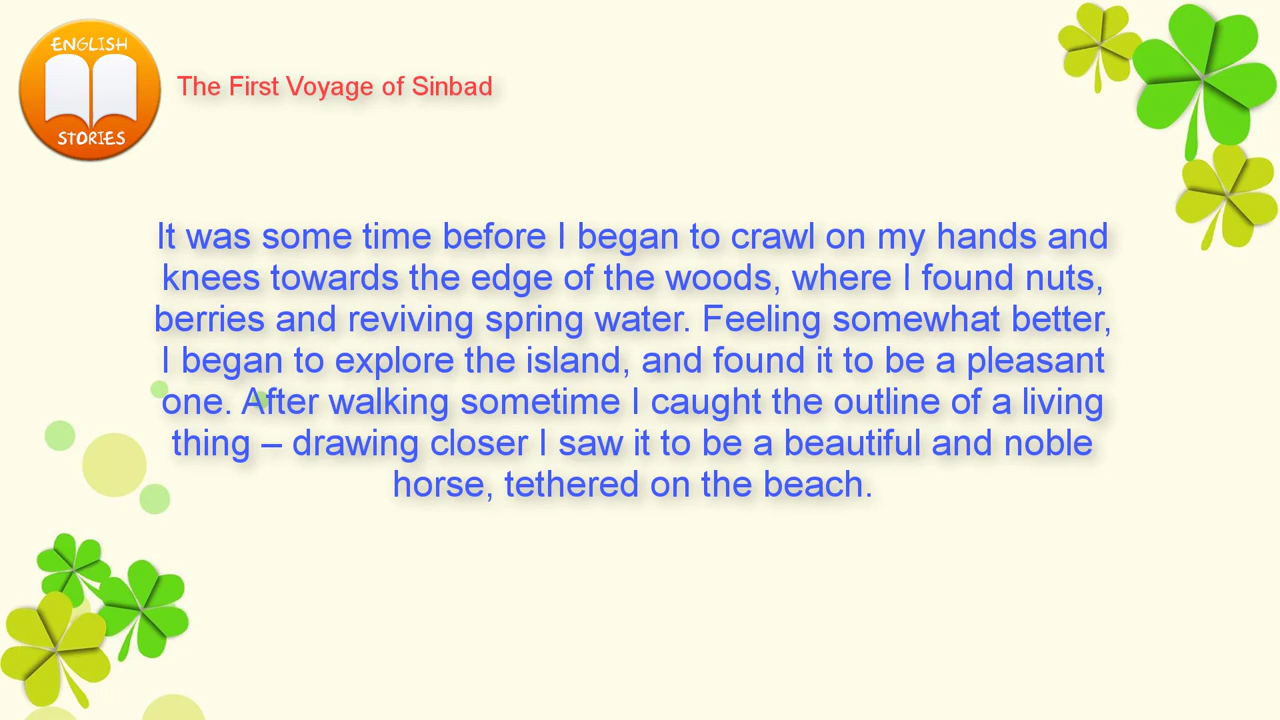 ENGLISH
STORIES
The First Voyage of Sinbad
It was some time before I began to crawl on my hands and
knees towards the edge of the woods, where I found nuts,
berries and reviving spring water. Feeling somewhat better,
I began to explore the island, and found it to be a pleasant
one. After walking sometime I caught the outline of a living
thing – drawing closer I saw it to be a beautiful and noble
horse, tethered on the beach.